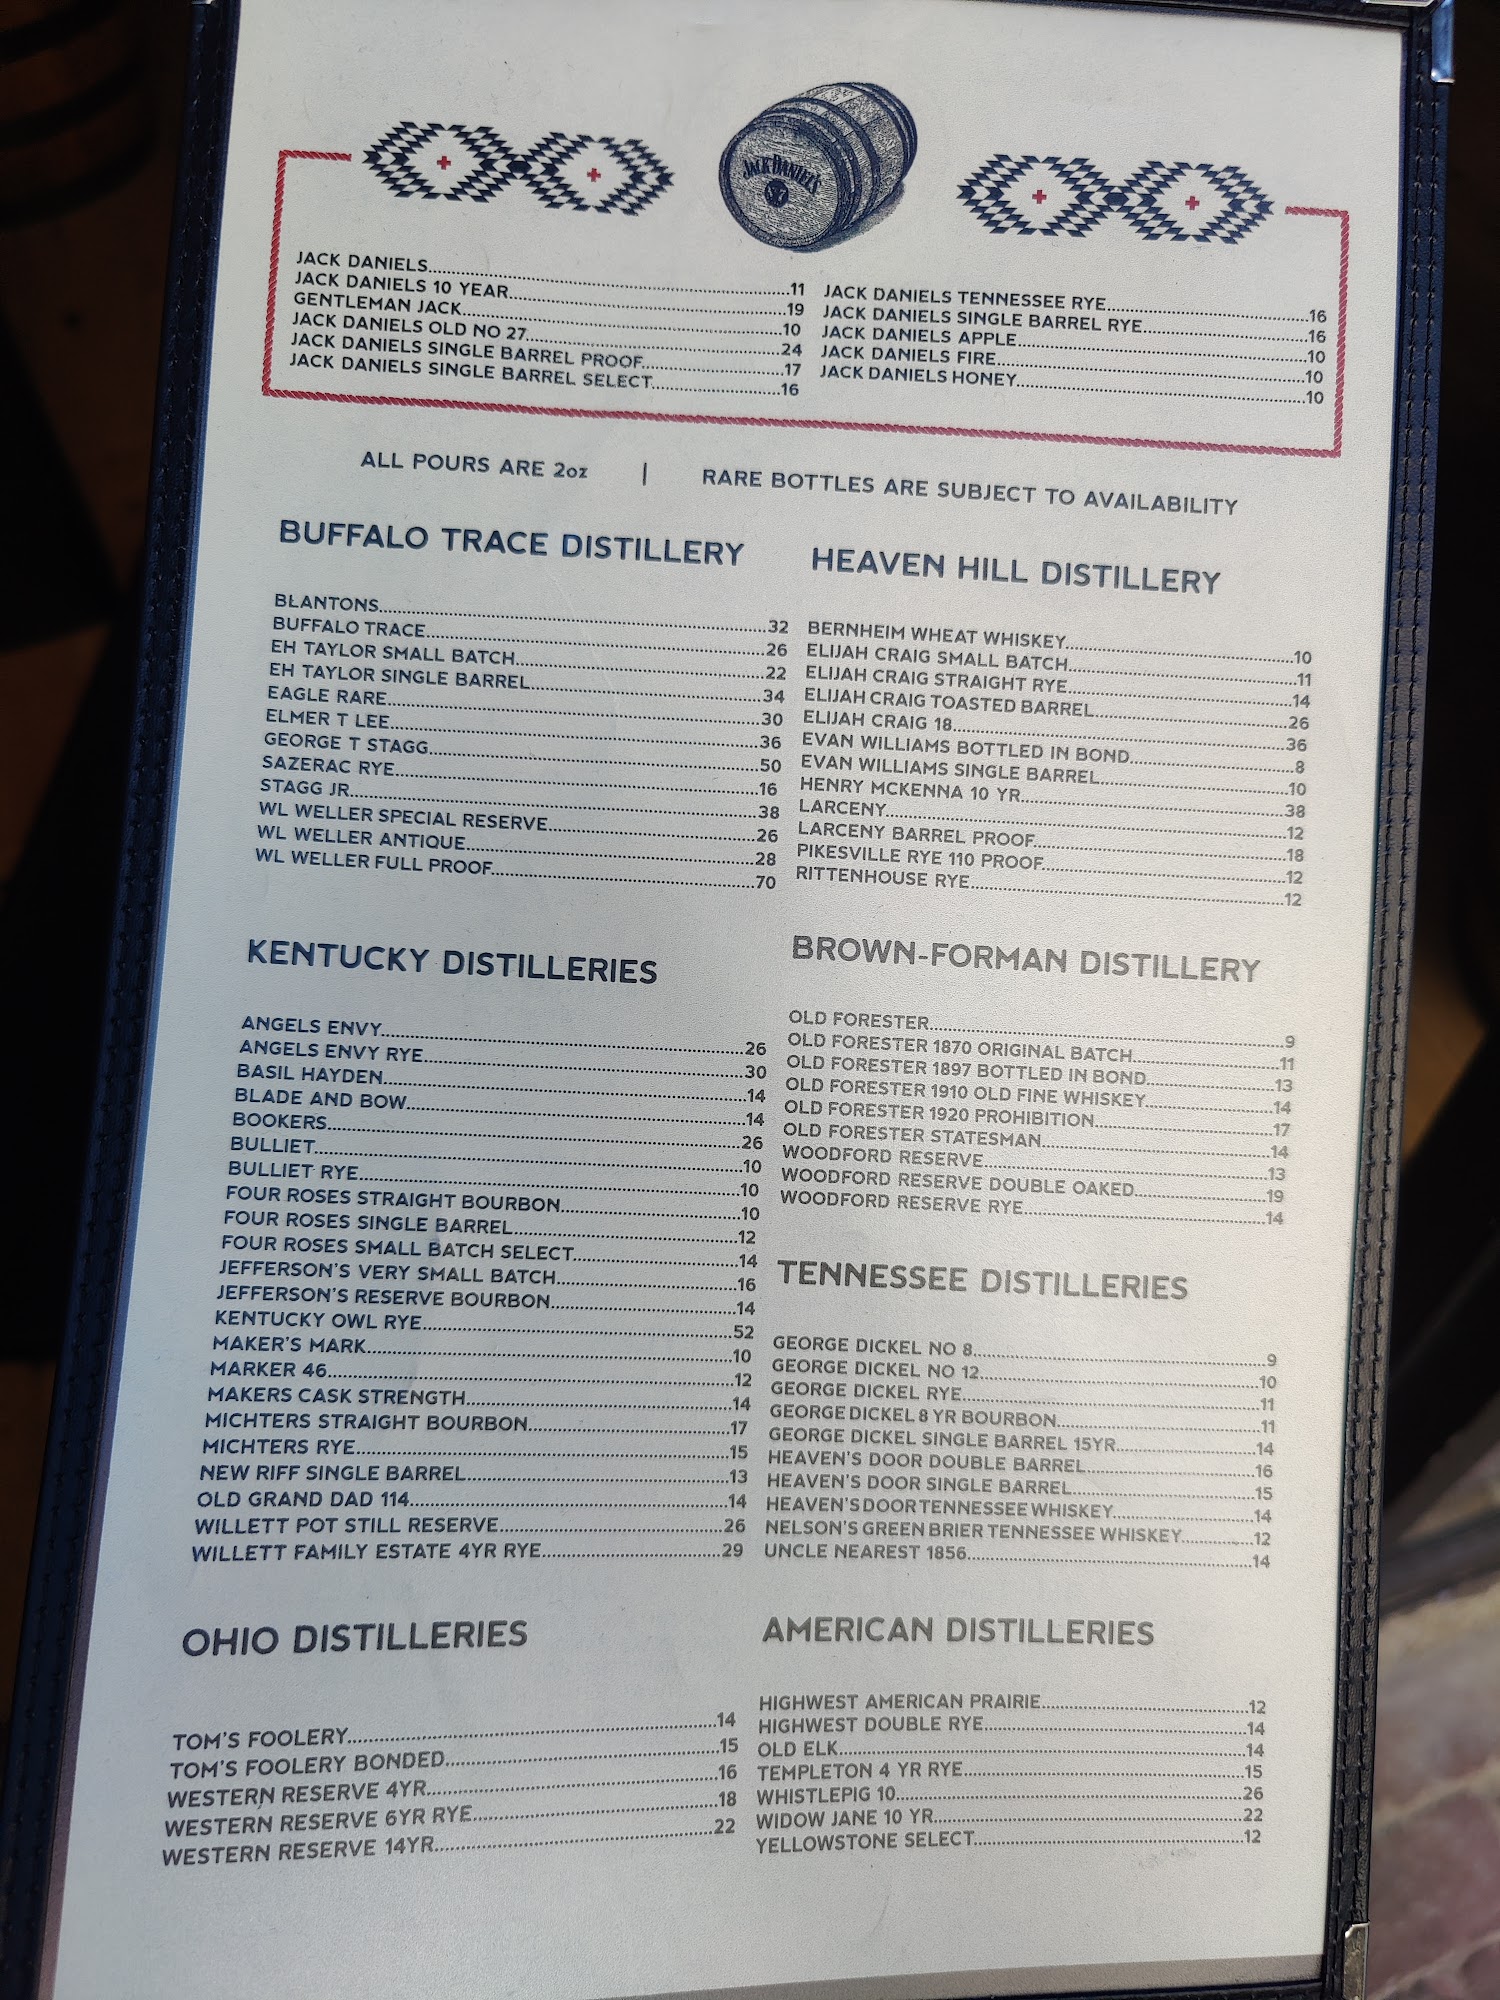 JACK DANIEL'S
JACK DANIELS 11
JACK DANIELS 10 YEAR 19
GENTLEMAN JACK 10
JACK DANIELS OLD NO 27 24
JACK DANIELS SINGLE BARREL PROOF 17
JACK DANIELS SINGLE BARREL SELECT 16
JACK DANIELS TENNESSEE RYE 16
JACK DANIELS SINGLE BARREL RYE 16
JACK DANIELS APPLE 10
JACK DANIELS FIRE 10
JACK DANIELS HONEY 10
ALL POURS ARE 2oz | RARE BOTTLES ARE SUBJECT TO AVAILABILITY
BUFFALO TRACE DISTILLERY
BLANTONS 32
BUFFALO TRACE 26
EH TAYLOR SMALL BATCH 22
EH TAYLOR SINGLE BARREL 34
EAGLE RARE 30
ELMER T LEE 36
GEORGE T STAGG 50
SAZERAC RYE 16
STAGG JR 38
WL WELLER SPECIAL RESERVE 26
WL WELLER ANTIQUE 28
WL WELLER FULL PROOF 70
HEAVEN HILL DISTILLERY
BERNHEIM WHEAT WHISKEY 10
ELIJAH CRAIG SMALL BATCH 11
ELIJAH CRAIG STRAIGHT RYE 14
ELIJAH CRAIG TOASTED BARREL 26
ELIJAH CRAIG 18 36
EVAN WILLIAMS BOTTLED IN BOND 8
EVAN WILLIAMS SINGLE BARREL 10
HENRY MCKENNA 10 YR 38
LARCENY 12
LARCENY BARREL PROOF 18
PIKESVILLE RYE 110 PROOF 12
RITTENHOUSE RYE 12
KENTUCKY DISTILLERIES
ANGELS ENVY 26
ANGELS ENVY RYE 30
BASIL HAYDEN 14
BLADE AND BOW 14
BOOKERS 26
BULLIET 10
BULLIET RYE 10
FOUR ROSES STRAIGHT BOURBON 10
FOUR ROSES SINGLE BARREL 12
FOUR ROSES SMALL BATCH SELECT 14
JEFFERSON'S VERY SMALL BATCH 16
JEFFERSON'S RESERVE BOURBON 14
KENTUCKY OWL RYE 52
MAKER'S MARK 10
MARKER 46 12
MAKERS CASK STRENGTH 14
MICHTERS STRAIGHT BOURBON 17
MICHTERS RYE 15
NEW RIFF SINGLE BARREL 13
OLD GRAND DAD 114 14
WILLETT POT STILL RESERVE 26
WILLETT FAMILY ESTATE 4YR RYE 29
BROWN-FORMAN DISTILLERY
OLD FORESTER 9
OLD FORESTER 1870 ORIGINAL BATCH 11
OLD FORESTER 1897 BOTTLED IN BOND 13
OLD FORESTER 1910 OLD FINE WHISKEY 14
OLD FORESTER 1920 PROHIBITION 17
OLD FORESTER STATESMAN 14
WOODFORD RESERVE 13
WOODFORD RESERVE DOUBLE OAKED 19
WOODFORD RESERVE RYE 14
TENNESSEE DISTILLERIES
GEORGE DICKEL NO 8 9
GEORGE DICKEL NO 12 10
GEORGE DICKEL RYE 11
GEORGE DICKEL 8 YR BOURBON 11
GEORGE DICKEL SINGLE BARREL 15YR 14
HEAVEN'S DOOR DOUBLE BARREL 16
HEAVEN'S DOOR SINGLE BARREL 15
HEAVEN'S DOOR TENNESSEE WHISKEY 14
NELSON'S GREEN BRIER TENNESSEE WHISKEY 12
UNCLE NEAREST 1856 14
OHIO DISTILLERIES
TOM'S FOOLERY 14
TOM'S FOOLERY BONDED 15
WESTERN RESERVE 4YR 16
WESTERN RESERVE 6YR RYE 18
WESTERN RESERVE 14YR 22
AMERICAN DISTILLERIES
HIGHWEST AMERICAN PRAIRIE 12
HIGHWEST DOUBLE RYE 14
OLD ELK 14
TEMPLETON 4 YR RYE 15
WHISTLEPIG 10 26
WIDOW JANE 10 YR 22
YELLOWSTONE SELECT 12